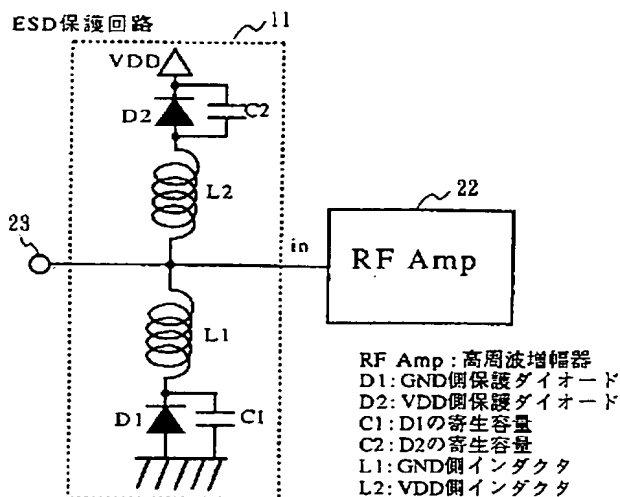 ESD保護回路
11
VDD
D2
C2
L2
22
23
in
RF Amp
L1
D1
C1
RF Amp:高周波増幅器
D1:GND側保護ダイオード
D2:VDD側保護ダイオード
C1:D1の寄生容量
C2:D2の寄生容量
L1:GND側インダクタ
L2:VDD側インダクタ